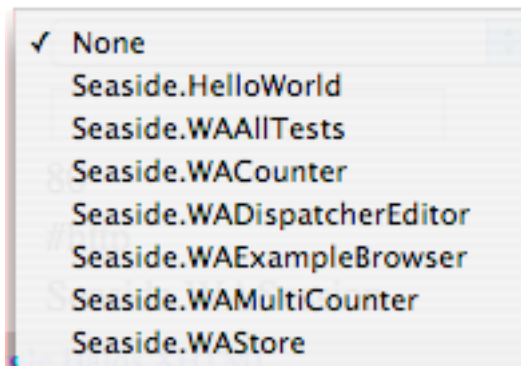 ✓ None
Seaside.HelloWorld
Seaside.WAAllTests
Seaside.WACounter
Seaside.WADispatcherEditor
Seaside.WAExampleBrowser
Seaside.WAMultiCounter
Seaside.WAStore